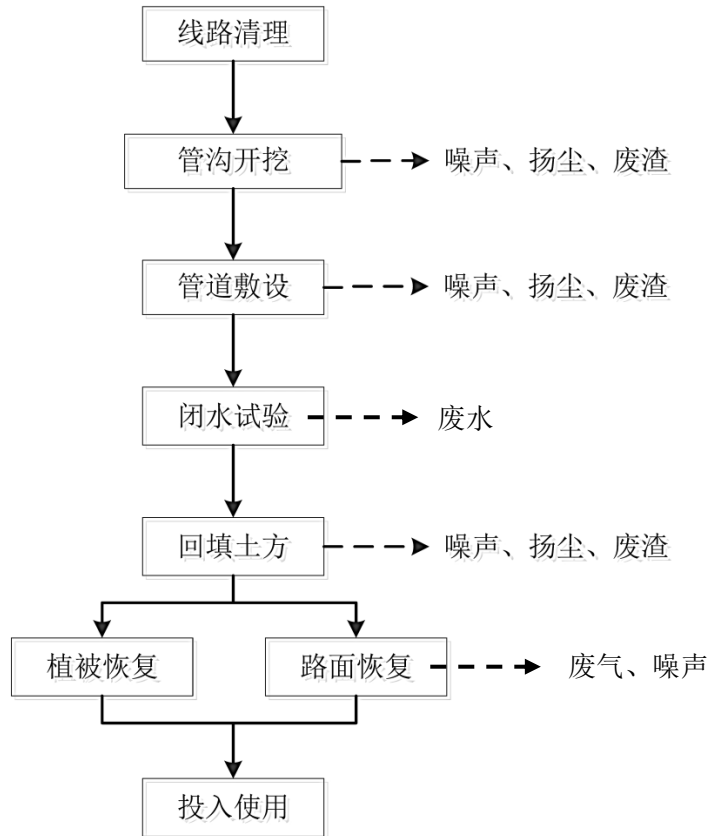 线路清理
管沟开挖
噪声、扬尘、废渣
管道敷设
噪声、扬尘、废渣
闭水试验
废水
回填土方
噪声、扬尘、废渣
植被恢复
路面恢复
废气、噪声
投入使用